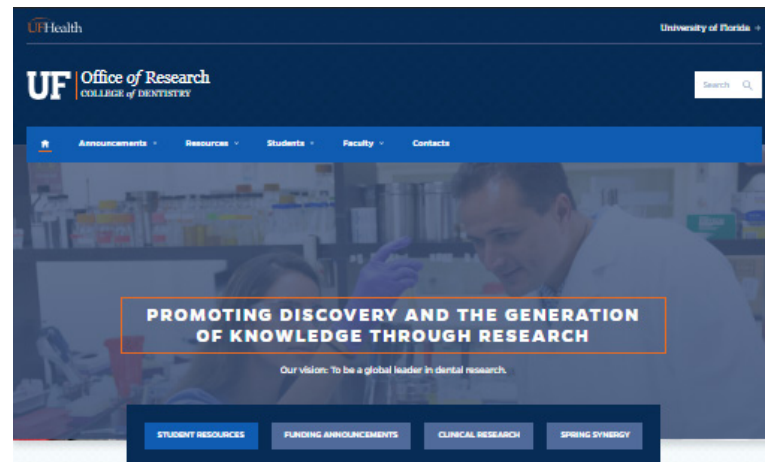 UFHealth
University of Florida →
UF Office of Research
COLLEGE of DENTISTRY
Search
Announcements
Resources
Students
Faculty
Contacts
PROMOTING DISCOVERY AND THE GENERATION
OF KNOWLEDGE THROUGH RESEARCH
Our vision: To be a global leader in dental research.
STUDENT RESOURCES
FUNDING ANNOUNCEMENTS
CLINICAL RESEARCH
SPRING SYNERGY